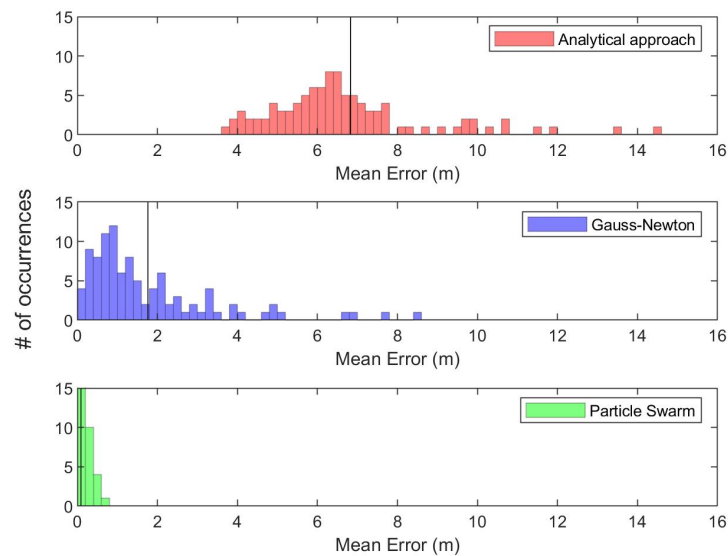 15
10
5
0
Analytical approach
0 2 4 6 8 10 12 14 16
Mean Error (m)
# of occurrences
15
10
5
0
Gauss-Newton
0 2 4 6 8 10 12 14 16
Mean Error (m)
15
10
5
0
Particle Swarm
0 2 4 6 8 10 12 14 16
Mean Error (m)